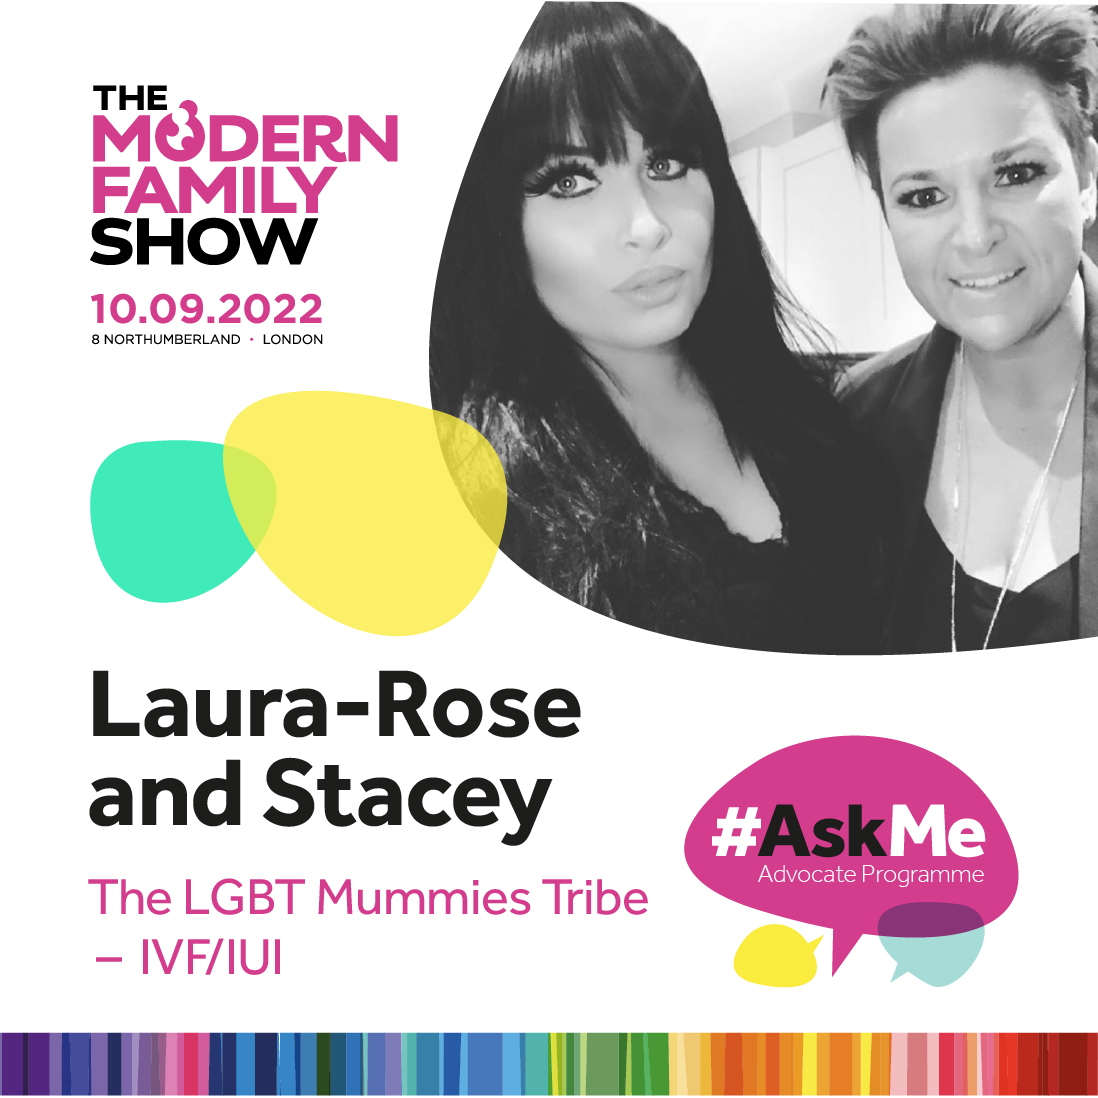 THE
MODERN
FAMILY
SHOW
10.09.2022
8 NORTHUMBERLAND • LONDON
Laura-Rose
and Stacey
The LGBT Mummies Tribe
– IVF/IUI
#AskMe
Advocate Programme